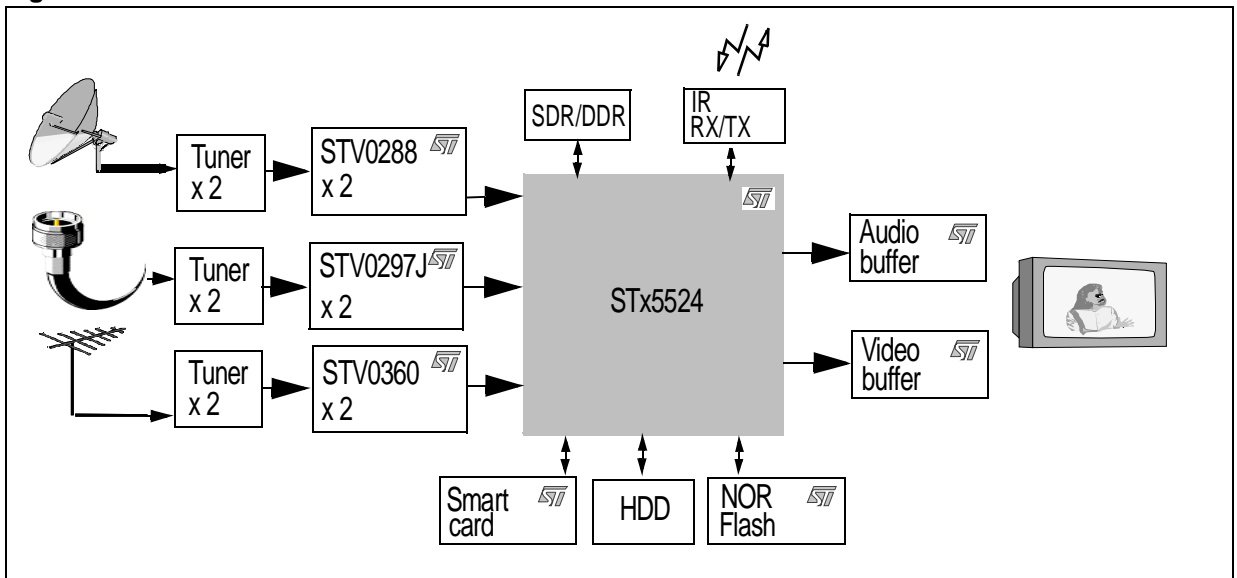 SDR/DDR
IR
RX/TX
Tuner
x 2
STV0288
x 2
Tuner
x 2
STV0297J
x 2
Tuner
x 2
STV0360
x 2
STx5524
Audio
buffer
Video
buffer
Smart
card
HDD
NOR
Flash